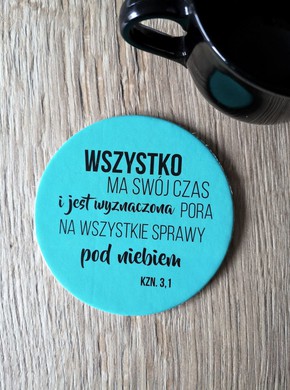 WSZYSTKO
MA SWÓJ CZAS
i jest wyznaczona PORA
NA WSZYSTKIE SPRAWY
pod niebiem
KZN. 3,1